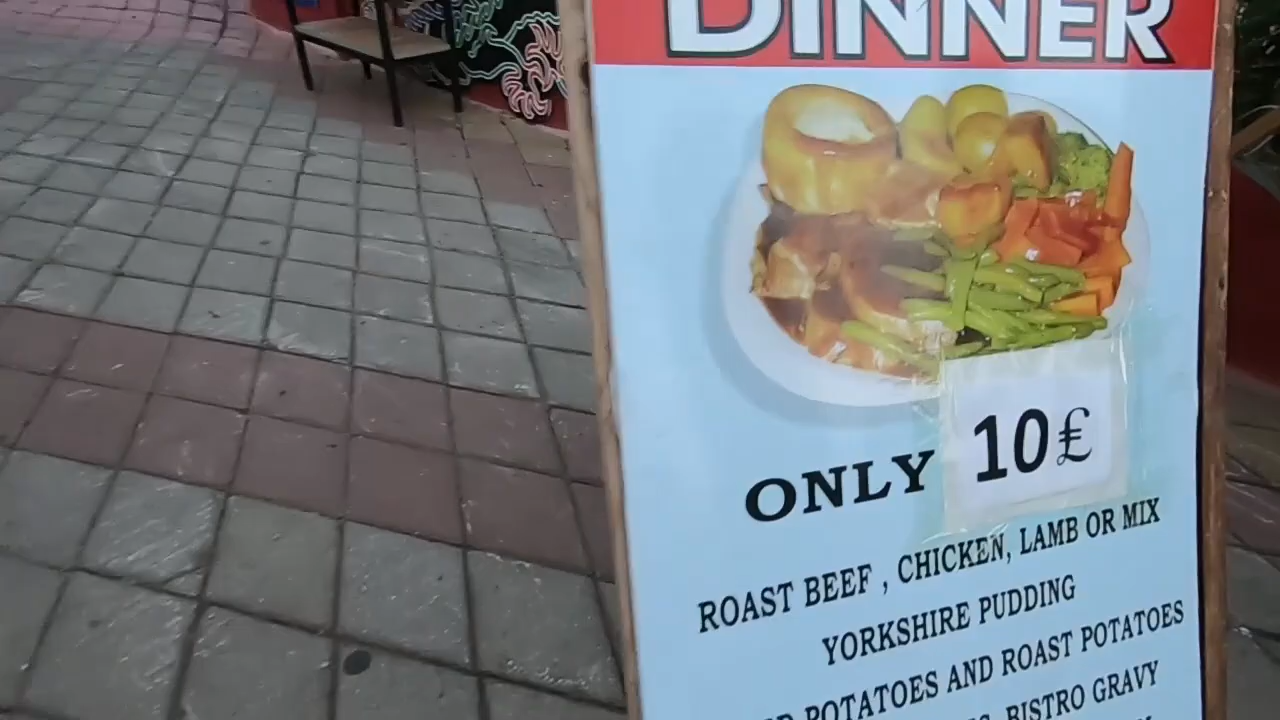 DINNER
ONLY 10£
ROAST BEEF , CHICKEN, LAMB OR MIX
YORKSHIRE PUDDING
POTATOES AND ROAST POTATOES
BISTRO GRAVY